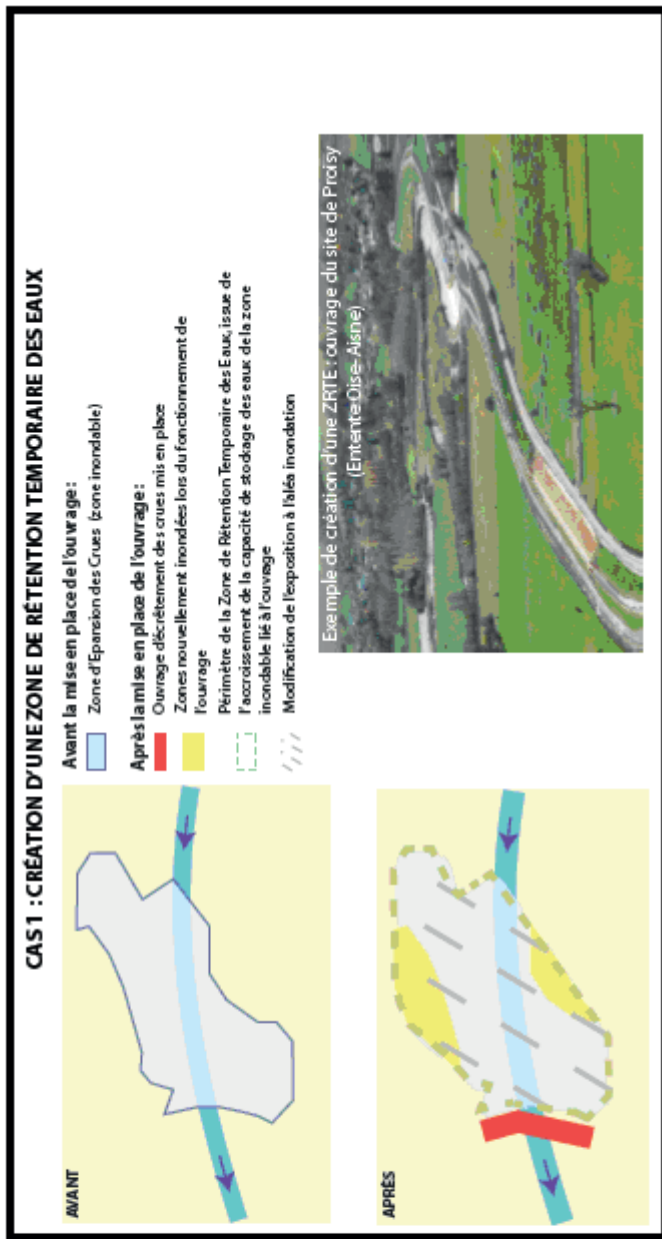 CAS 1 : CRÉATION D'UNE ZONE DE RÉTENTION TEMPORAIRE DES EAUX
AVANT
Avant la mise en place de l'ouvrage :
Zone d'Epansion des Crues (zone inondable)
Après la mise en place de l'ouvrage :
Ouvrage d'écrêtement des crues mis en place
Zones nouvellement inondées lors du fonctionnement de
l'ouvrage
Périmètre de la Zone de Rétention Temporaire des Eaux, issue de
l'accroissement de la capacité de stockage des eaux de la zone
inondable lié à l'ouvrage
Modification de l'exposition à l'aléa inondation
APRÈS
Exemple de création d'une ZRTE : ouvrage du site de Proisy
(Entente Oise-Aisne)